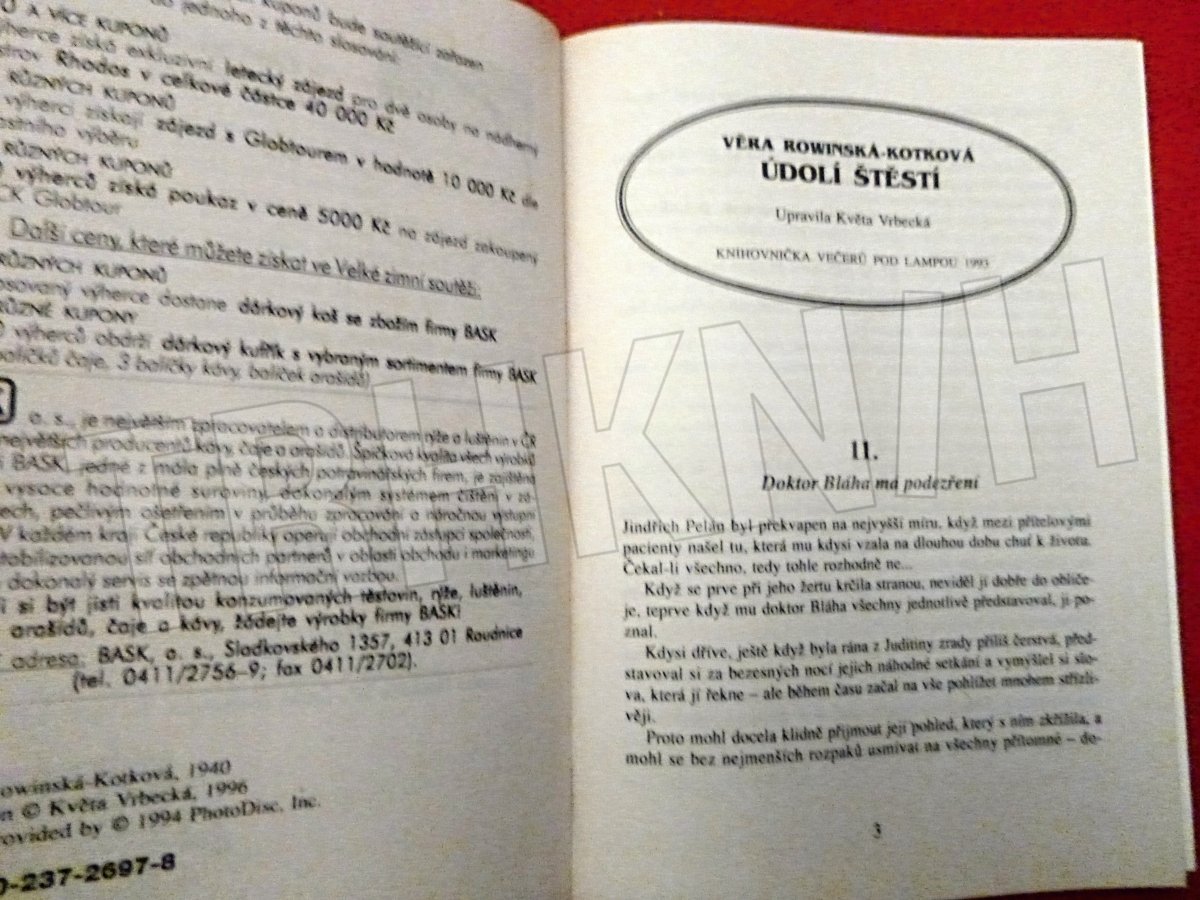 kuponů bude soutěžící zařazen
do jednoho z těchto slosování:
Ů A VÍCE KUPONŮ
výherce získá exkluzivní letecký zájezd pro dvě osoby na nádherný
ostrov Rhodos v celkové částce 40 000 Kč
RŮZNÝCH KUPONŮ
výherci získají zájezd s Globtourem v hodnotě 10 000 Kč dle
vlastního výběru
RŮZNÝCH KUPONŮ
výherců získá poukaz v ceně 5000 Kč na zájezd zakoupený
CK Globtour
Další ceny, které můžete získat ve Velké zimní soutěži:
RŮZNÝCH KUPONŮ
losovaný výherce dostane dárkový koš se zbožím firmy BASK
RŮZNÉ KUPONY
výherců obdrží dárkový kufřík s vybraným sortimentem firmy BASK
balíčků čaje, 3 balíčky kávy, balíček arašídů)
a. s., je největším zpracovatelem a distributorem rýže a luštěnin v ČR
největších producentů kávy, čaje a arašídů. Špičková kvalita všech výrobků
BASK, jedné z mála plně českých potravinářských firem, je zajištěna
vysoce hodnotné suroviny, dokonalým systémem čištění v zá-
ech, pečlivým ošetřením v průběhu zpracování a náročnou výstupní
V každém kraji České republiky operují obchodní zástupci společnosti,
stabilizovanou síť obchodních partnerů v oblasti obchodu i marketingu
dokonalý servis se zpětnou informační vazbou.
i si být jisti kvalitou konzumovaných těstovin, rýže, luštěnin,
arašídů, čaje a kávy, žádejte výrobky firmy BASK!
adresa: BASK, a. s., Sladkovského 1357, 413 01 Roudnice
(tel. 0411/2756-9; fax 0411/2702).
Rowinská-Kotková, 1940
on © Květa Vrbecká, 1996
provided by © 1994 PhotoDisc, Inc.
0-237-2697-8
VĚRA ROWINSKÁ-KOTKOVÁ
ÚDOLÍ ŠTĚSTÍ
Upravila Květa Vrbecká
KNIHOVNIČKA VEČERŮ POD LAMPOU 1993
11.
Doktor Bláha má podezření
Jindřich Pelán byl překvapen na nejvyšší míru, když mezi přítelovými
pacienty našel tu, která mu kdysi vzala na dlouhou dobu chuť k životu.
Čekal-li všechno, tedy tohle rozhodně ne...
Když se prve při jeho žertu krčila stranou, neviděl jí dobře do obliče-
je, teprve když mu doktor Bláha všechny jednotlivě představoval, ji po-
znal.
Kdysi dříve, ještě když byla rána z Juditiny zrady příliš čerstvá, před-
stavoval si za bezesných nocí jejich náhodné setkání a vymýšlel si slo-
va, která jí řekne – ale během času začal na vše pohlížet mnohem střízli-
věji.
Proto mohl docela klidně přijmout její pohled, který s ním zkřížila, a
mohl se bez nejmenších rozpaků usmívat na všechny přítomné – do-
3
TRHKNIH